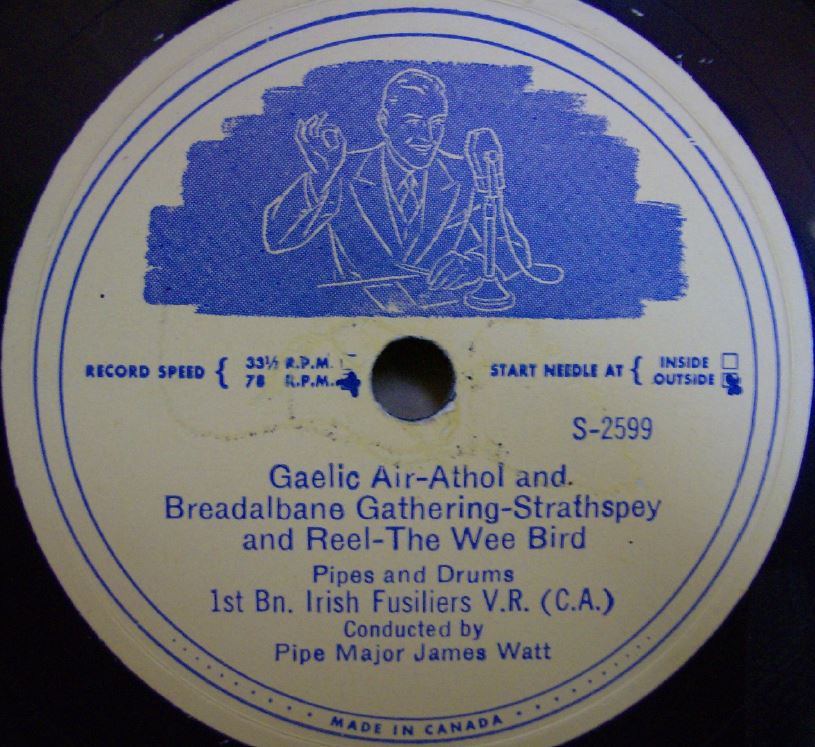 RECORD SPEED { 33⅓ R.P.M. □
78 R.P.M.
START NEEDLE AT { INSIDE □
OUTSIDE □
S-2599
Gaelic Air-Athol and.
Breadalbane Gathering-Strathspey
and Reel-The Wee Bird
Pipes and Drums
1st Bn. Irish Fusiliers V.R. (C.A.)
Conducted by
Pipe Major James Watt
MADE IN CANADA